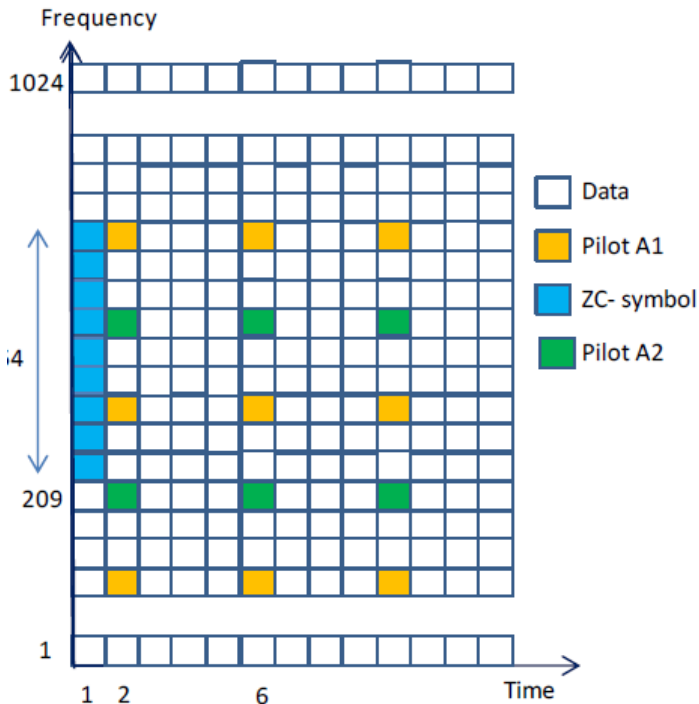 Frequency
1024
Data
Pilot A1
ZC- symbol
Pilot A2
209
1
Time
1 2 6